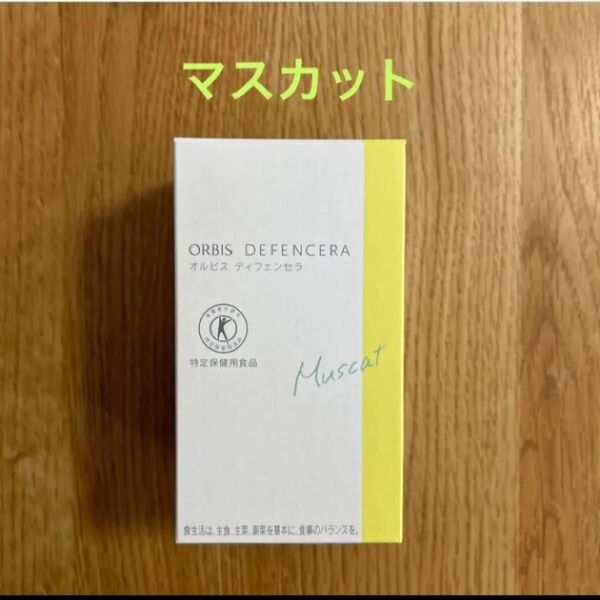 マスカット
ORBIS DEFENCERA
オルビス ディフェンセラ
特定保健用食品
Muscat
食生活は、主食、主菜、副菜を基本に、食事のバランスを。